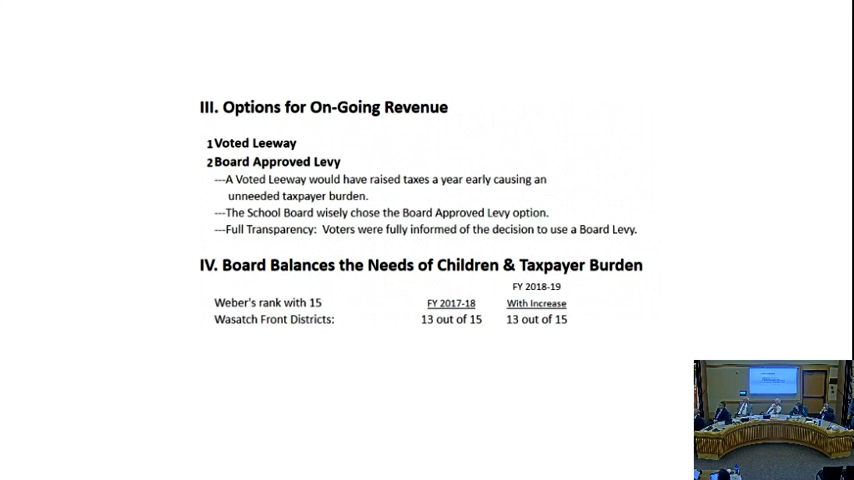 III. Options for On-Going Revenue
1 Voted Leeway
2 Board Approved Levy
---A Voted Leeway would have raised taxes a year early causing an
unneeded taxpayer burden.
---The School Board wisely chose the Board Approved Levy option.
---Full Transparency: Voters were fully informed of the decision to use a Board Levy.
IV. Board Balances the Needs of Children & Taxpayer Burden
FY 2018-19
Weber's rank with 15 FY 2017-18 With Increase
Wasatch Front Districts: 13 out of 15 13 out of 15